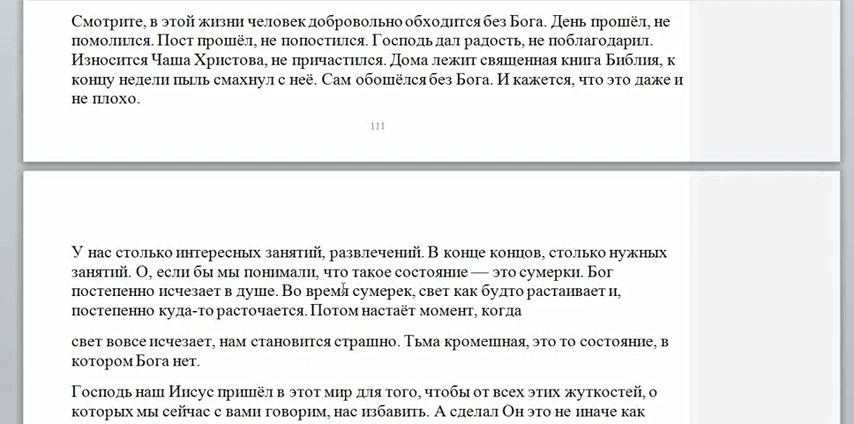 Смотрите, в этой жизни человек добровольно обходится без Бога. День прошёл, не
помолился. Пост прошёл, не попостился. Господь дал радость, не поблагодарил.
Износится Чаша Христова, не причастился. Дома лежит священная книга Библия, к
концу недели пыль смахнул с неё. Сам обошёлся без Бога. И кажется, что это даже и
не плохо.
111
У нас столько интересных занятий, развлечений. В конце концов, столько нужных
занятий. О, если бы мы понимали, что такое состояние — это сумерки. Бог
постепенно исчезает в душе. Во время сумерек, свет как будто растаивает и,
постепенно куда-то расточается. Потом настаёт момент, когда
свет вовсе исчезает, нам становится страшно. Тьма кромешная, это то состояние, в
котором Бога нет.
Господь наш Иисус пришёл в этот мир для того, чтобы от всех этих жуткостей, о
которых мы сейчас с вами говорим, нас избавить. А сделал Он это не иначе как